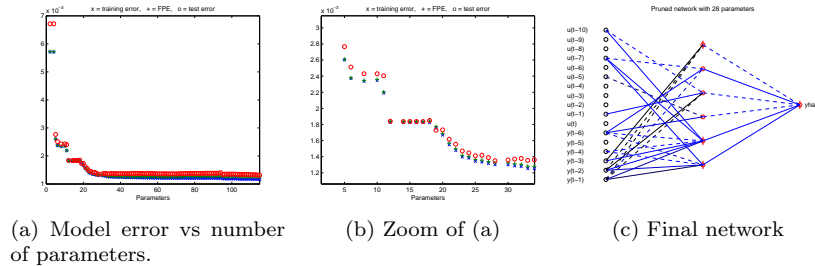 x = training error, + = FPE, o = test error
x 10⁻³
7
6
5
4
3
2
1
0 20 40 60 80 100
Parameters
(a) Model error vs number
of parameters.
x = training error, + = FPE, o = test error
x 10⁻³
3
2.8
2.6
2.4
2.2
2
1.8
1.6
1.4
1.2
5 10 15 20 25 30
Parameters
(b) Zoom of (a)
Pruned network with 28 parameters
u(t-10)
u(t-9)
u(t-8)
u(t-7)
u(t-6)
u(t-5)
u(t-4)
u(t-3)
u(t-2)
u(t-1)
u(t)
y(t-6)
y(t-5)
y(t-4)
y(t-3)
y(t-2)
y(t-1)
yha
(c) Final network